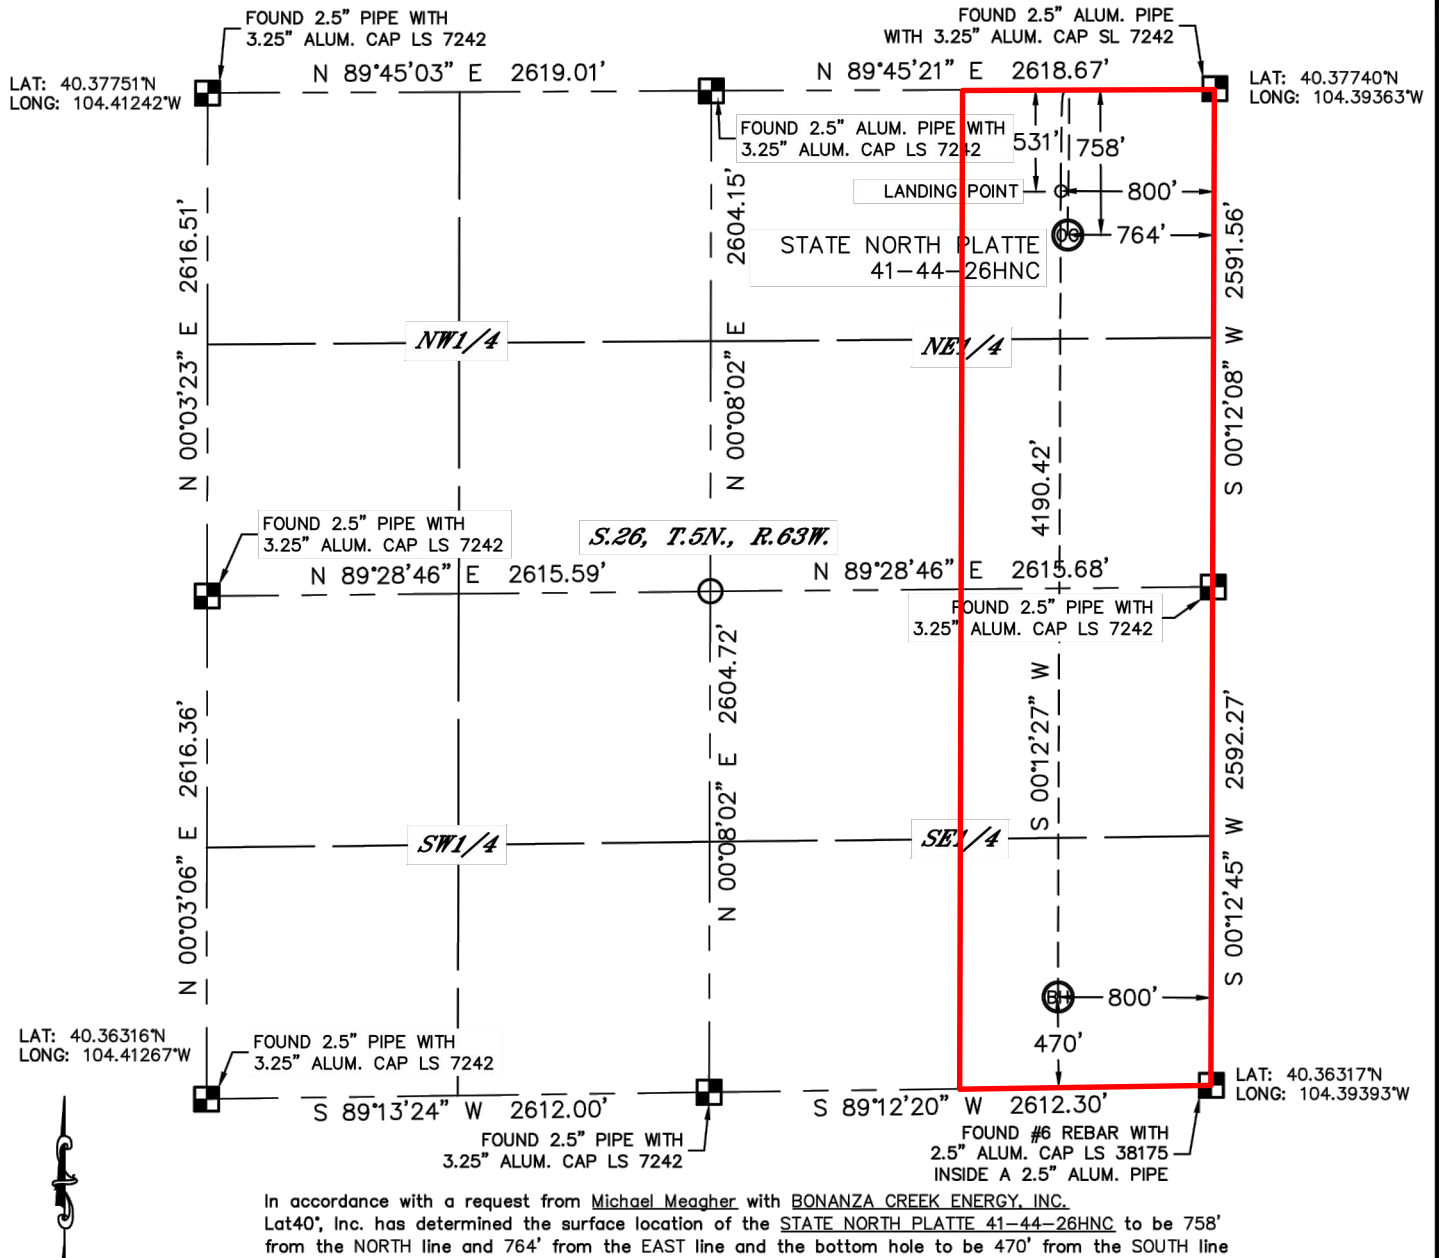 FOUND 2.5" PIPE WITH
3.25" ALUM. CAP LS 7242
FOUND 2.5" ALUM. PIPE
WITH 3.25" ALUM. CAP SL 7242
LAT: 40.37751°N
LONG: 104.41242°W
N 89°45'03" E 2619.01'
N 89°45'21" E 2618.67'
LAT: 40.37740°N
LONG: 104.39363°W
FOUND 2.5" ALUM. PIPE WITH
3.25" ALUM. CAP LS 7242
531'
758'
LANDING POINT
800'
STATE NORTH PLATTE
41-44-26HNC
764'
N 00°03'23" E 2616.51'
N 00°08'02" E 2604.15'
S 00°12'08" W 2591.56'
NW1/4
NE1/4
4190.42'
S 00°12'27" W
FOUND 2.5" PIPE WITH
3.25" ALUM. CAP LS 7242
S.26, T.5N., R.63W.
N 89°28'46" E 2615.59'
N 89°28'46" E 2615.68'
FOUND 2.5" PIPE WITH
3.25" ALUM. CAP LS 7242
N 00°03'06" E 2616.36'
N 00°08'02" E 2604.72'
S 00°12'45" W 2592.27'
SW1/4
SE1/4
BH
800'
470'
LAT: 40.36316°N
LONG: 104.41267°W
FOUND 2.5" PIPE WITH
3.25" ALUM. CAP LS 7242
LAT: 40.36317°N
LONG: 104.39393°W
S 89°13'24" W 2612.00'
S 89°12'20" W 2612.30'
FOUND 2.5" PIPE WITH
3.25" ALUM. CAP LS 7242
FOUND #6 REBAR WITH
2.5" ALUM. CAP LS 38175
INSIDE A 2.5" ALUM. PIPE
In accordance with a request from Michael Meagher with BONANZA CREEK ENERGY, INC.
Lat40°, Inc. has determined the surface location of the STATE NORTH PLATTE 41-44-26HNC to be 758'
from the NORTH line and 764' from the EAST line and the bottom hole to be 470' from the SOUTH line